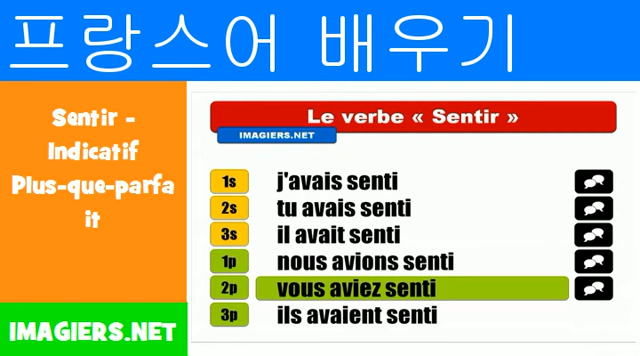 프랑스어 배우기
Sentir -
Indicatif
Plus-que-parfa
it
IMAGIERS.NET
Le verbe « Sentir »
IMAGIERS.NET
1s j'avais senti
2s tu avais senti
3s il avait senti
1p nous avions senti
2p vous aviez senti
3p ils avaient senti